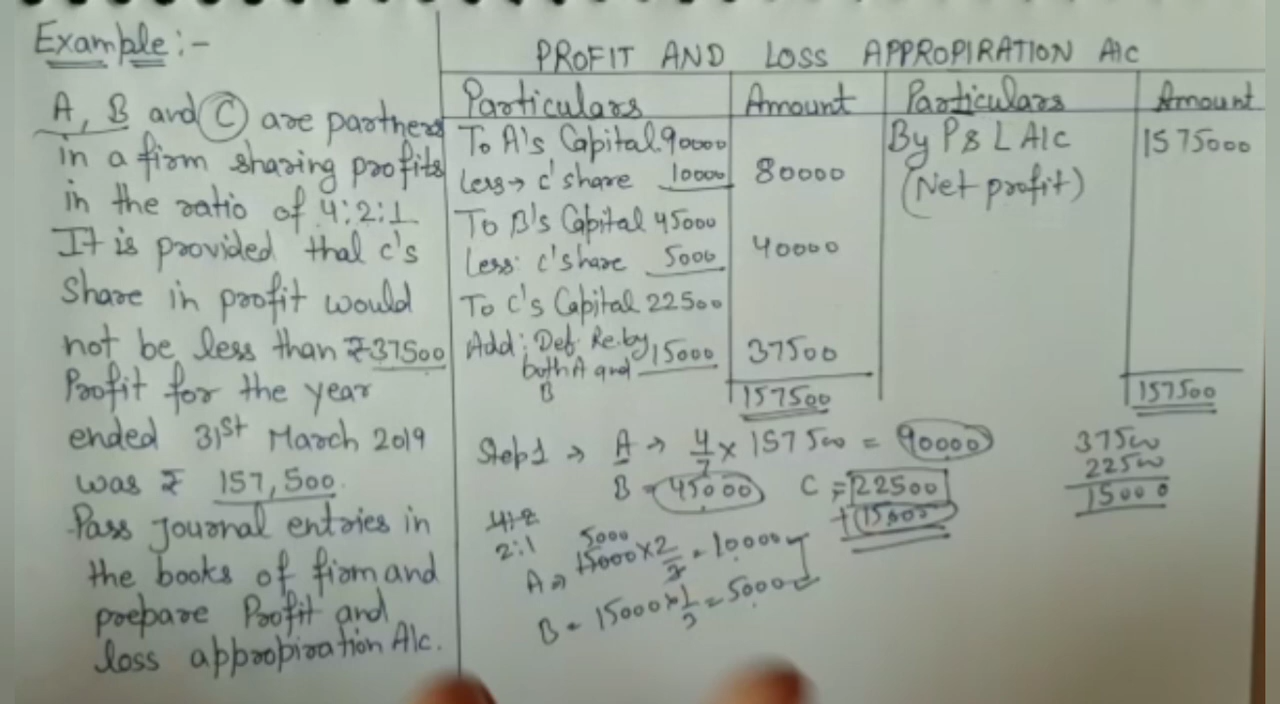 Example:-
A, B and C are partners
in a firm sharing profits
in the ratio of 4:2:1
It is provided that C's
Share in profit would
not be less than ₹37500
Profit for the year
ended 31st March 2019
was ₹ 157,500.
Pass Journal entries in
the books of firm and
prepare Profit and
loss appropiration A/c.
PROFIT AND LOSS APPROPIRATION A/c
Particulars Amount Particulars Amount
To A's Capital 90000 By P & L A/c 1575000
Less→ c'share 10000 80000 (Net profit)
To B's Capital 45000
Less: c'share 5000 40000
To C's Capital 22500
Add: Def. Re. by 15000 37500
both A and
B
157500 157500
Step1 → A → 4/7 × 157500 = 90000
B = 45000 C = 22500
+15000
37500
22500
15000
4:2
2:1
5000
A → 15000×2/3 = 10000
B = 15000×1/3 = 5000